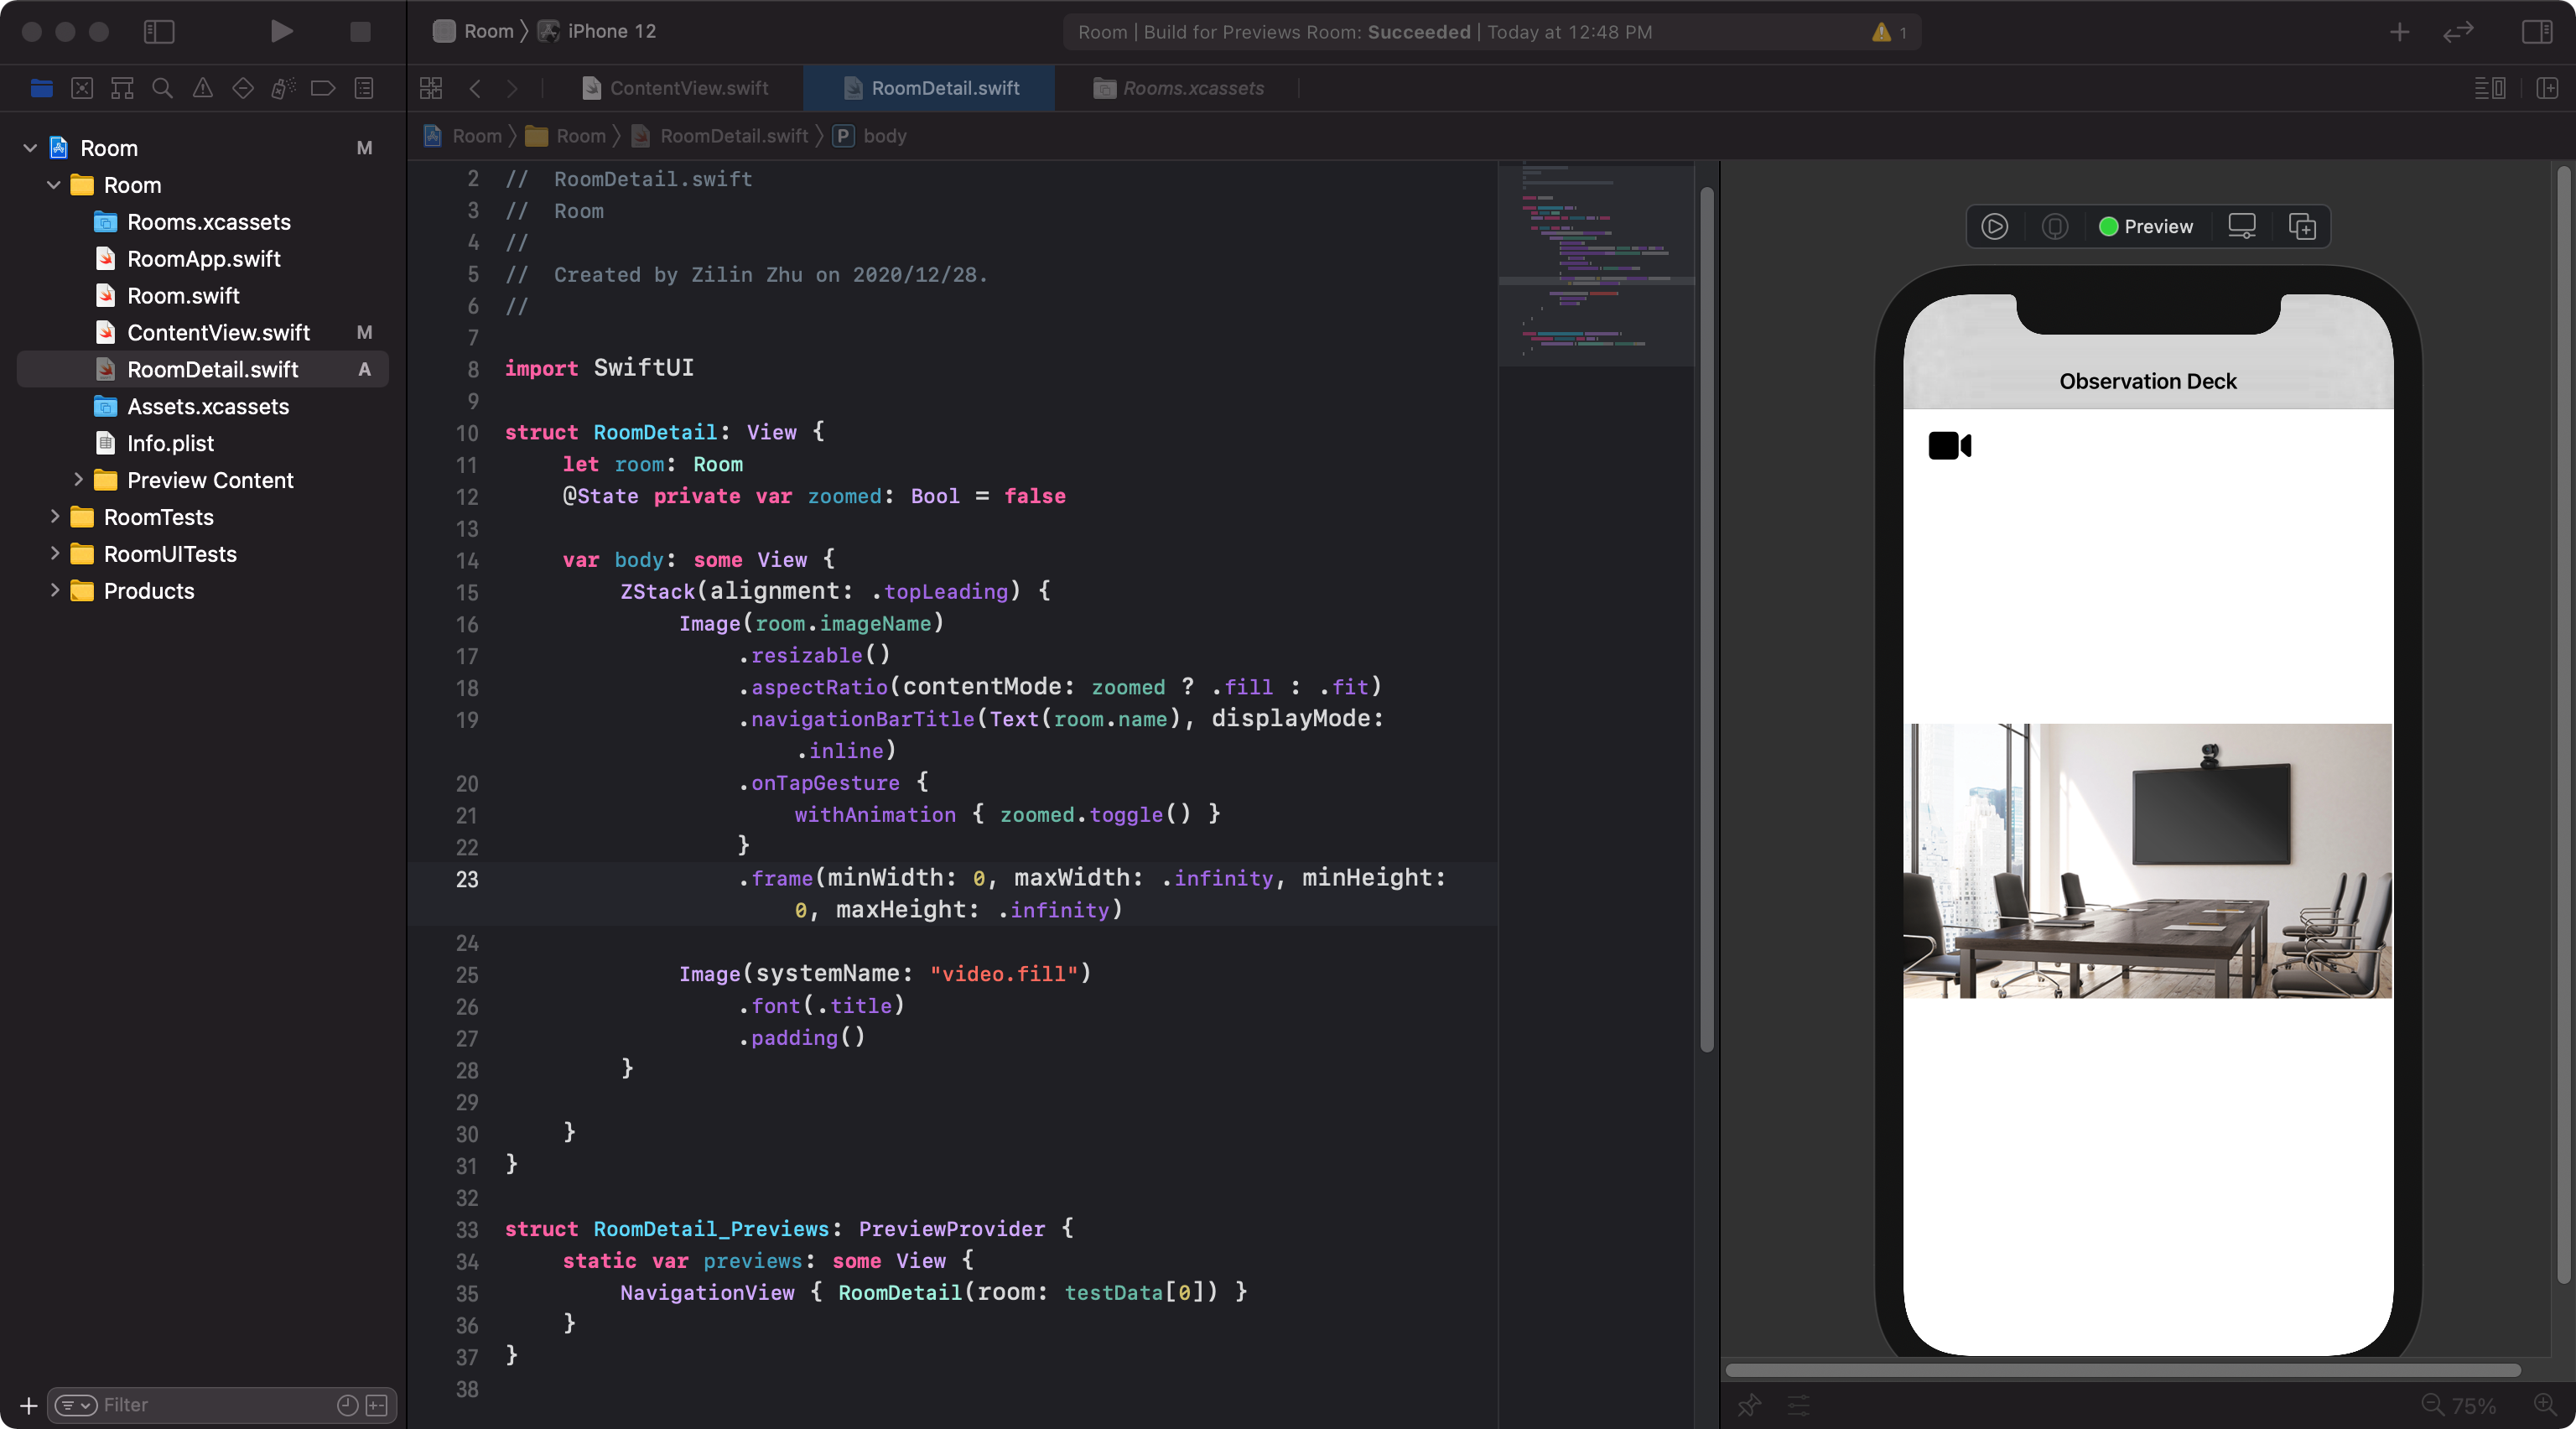 Room
iPhone 12
Room | Build for Previews Room: Succeeded | Today at 12:48 PM
1
ContentView.swift
RoomDetail.swift
Rooms.xcassets
Room
Room
RoomDetail.swift
P
body
Room M
Room
Rooms.xcassets
RoomApp.swift
Room.swift
ContentView.swift M
RoomDetail.swift A
Assets.xcassets
Info.plist
Preview Content
RoomTests
RoomUITests
Products
Filter
2 //  RoomDetail.swift
3 //  Room
4 //
5 //  Created by Zilin Zhu on 2020/12/28.
6 //
7
8 import SwiftUI
9
10 struct RoomDetail: View {
11     let room: Room
12     @State private var zoomed: Bool = false
13
14     var body: some View {
15         ZStack(alignment: .topLeading) {
16             Image(room.imageName)
17                 .resizable()
18                 .aspectRatio(contentMode: zoomed ? .fill : .fit)
19                 .navigationBarTitle(Text(room.name), displayMode:
                    .inline)
20                 .onTapGesture {
21                     withAnimation { zoomed.toggle() }
22                 }
23                 .frame(minWidth: 0, maxWidth: .infinity, minHeight:
                    0, maxHeight: .infinity)
24
25             Image(systemName: "video.fill")
26                 .font(.title)
27                 .padding()
28         }
29
30     }
31 }
32
33 struct RoomDetail_Previews: PreviewProvider {
34     static var previews: some View {
35         NavigationView { RoomDetail(room: testData[0]) }
36     }
37 }
38
Preview
Observation Deck
75%